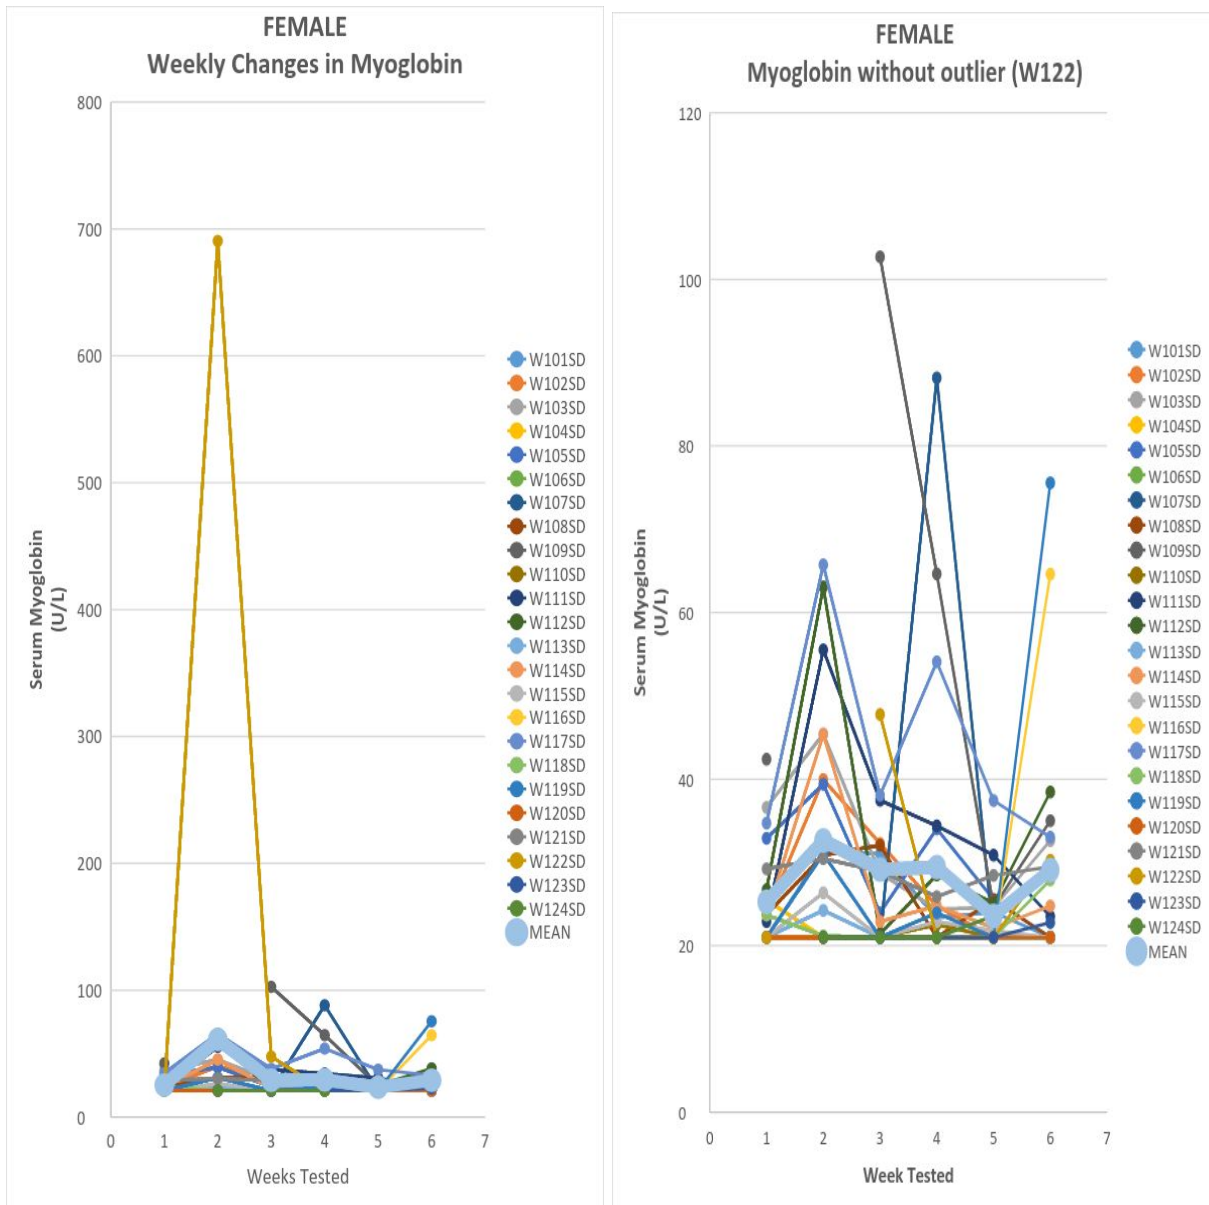 FEMALE
Weekly Changes in Myoglobin
800
700
600
500
400
300
200
100
0
0 1 2 3 4 5 6 7
Weeks Tested
Serum Myoglobin
(U/L)
W101SD
W102SD
W103SD
W104SD
W105SD
W106SD
W107SD
W108SD
W109SD
W110SD
W111SD
W112SD
W113SD
W114SD
W115SD
W116SD
W117SD
W118SD
W119SD
W120SD
W121SD
W122SD
W123SD
W124SD
MEAN
FEMALE
Myoglobin without outlier (W122)
120
100
80
60
40
20
0
0 1 2 3 4 5 6 7
Week Tested
Serum Myoglobin
(U/L)
W101SD
W102SD
W103SD
W104SD
W105SD
W106SD
W107SD
W108SD
W109SD
W110SD
W111SD
W112SD
W113SD
W114SD
W115SD
W116SD
W117SD
W118SD
W119SD
W120SD
W121SD
W122SD
W123SD
W124SD
MEAN